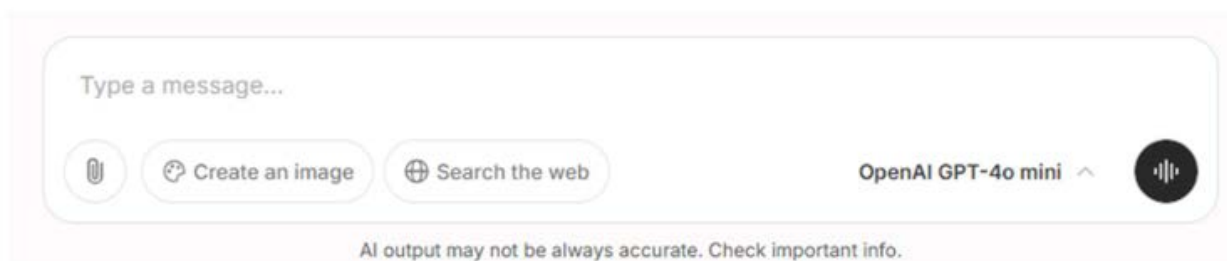 Type a message...
Create an image Search the web OpenAI GPT-4o mini
AI output may not be always accurate. Check important info.